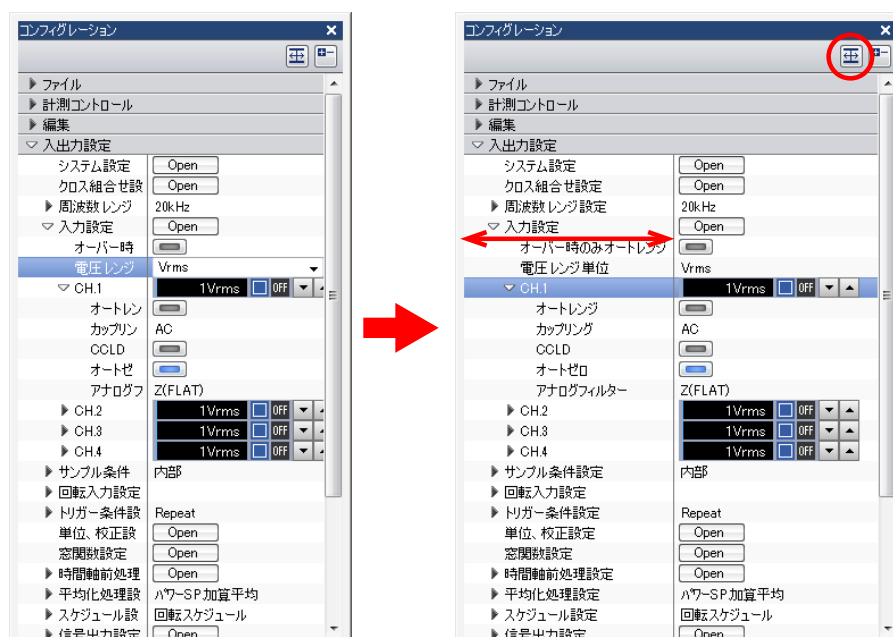 コンフィグレーション
ファイル
計測コントロール
編集
入出力設定
システム設定 Open
クロス組合せ設 Open
周波数レンジ 20kHz
入力設定 Open
オーバー時
電圧レンジ Vrms
CH.1 1Vrms OFF
オートレン
カップリン AC
CCLD
オートゼ
アナログフ Z(FLAT)
CH.2 1Vrms OFF
CH.3 1Vrms OFF
CH.4 1Vrms OFF
サンプル条件 内部
回転入力設定
トリガー条件設 Repeat
単位、校正設 Open
窓関数設定 Open
時間軸前処理 Open
平均化処理設 パワーSP加算平均
スケジュール設 回転スケジュール
信号出力設定 Open
コンフィグレーション
ファイル
計測コントロール
編集
入出力設定
システム設定 Open
クロス組合せ設定 Open
周波数レンジ設定 20kHz
入力設定 Open
オーバー時のみオートレンジ
電圧レンジ単位 Vrms
CH.1 1Vrms OFF
オートレンジ
カップリング AC
CCLD
オートゼロ
アナログフィルター Z(FLAT)
CH.2 1Vrms OFF
CH.3 1Vrms OFF
CH.4 1Vrms OFF
サンプル条件設定 内部
回転入力設定
トリガー条件設定 Repeat
単位、校正設定 Open
窓関数設定 Open
時間軸前処理設定 Open
平均化処理設定 パワーSP加算平均
スケジュール設定 回転スケジュール
信号出力設定 Open